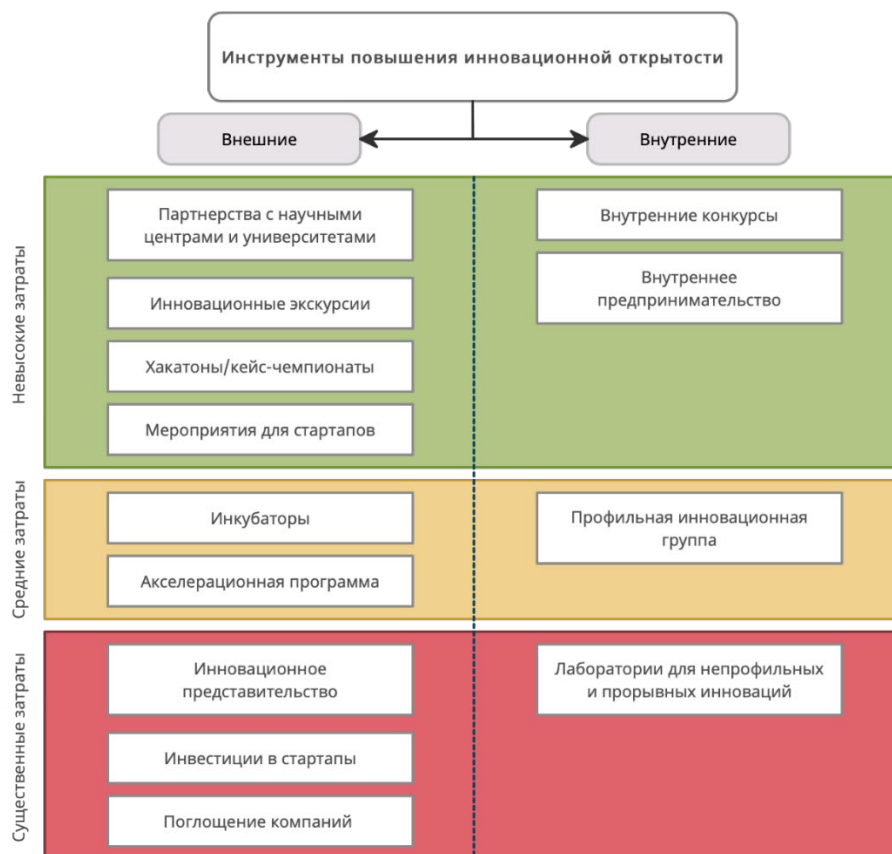 Инструменты повышения инновационной открытости
Внешние
Внутренние
Невысокие затраты
Партнерства с научными
центрами и университетами
Инновационные экскурсии
Хакатоны/кейс-чемпионаты
Мероприятия для стартапов
Внутренние конкурсы
Внутреннее
предпринимательство
Средние затраты
Инкубаторы
Акселерационная программа
Профильная инновационная
группа
Существенные затраты
Инновационное
представительство
Инвестиции в стартапы
Поглощение компаний
Лаборатории для непрофильных
и прорывных инноваций